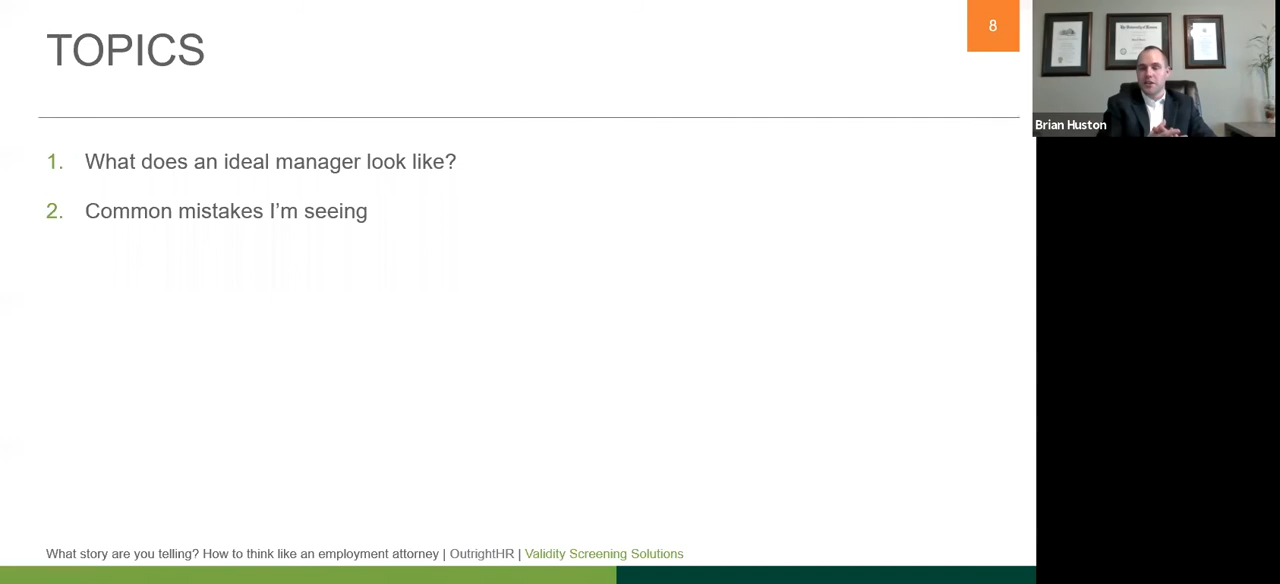 TOPICS
8
1. What does an ideal manager look like?
2. Common mistakes I'm seeing
What story are you telling? How to think like an employment attorney | OutrightHR | Validity Screening Solutions
Brian Huston